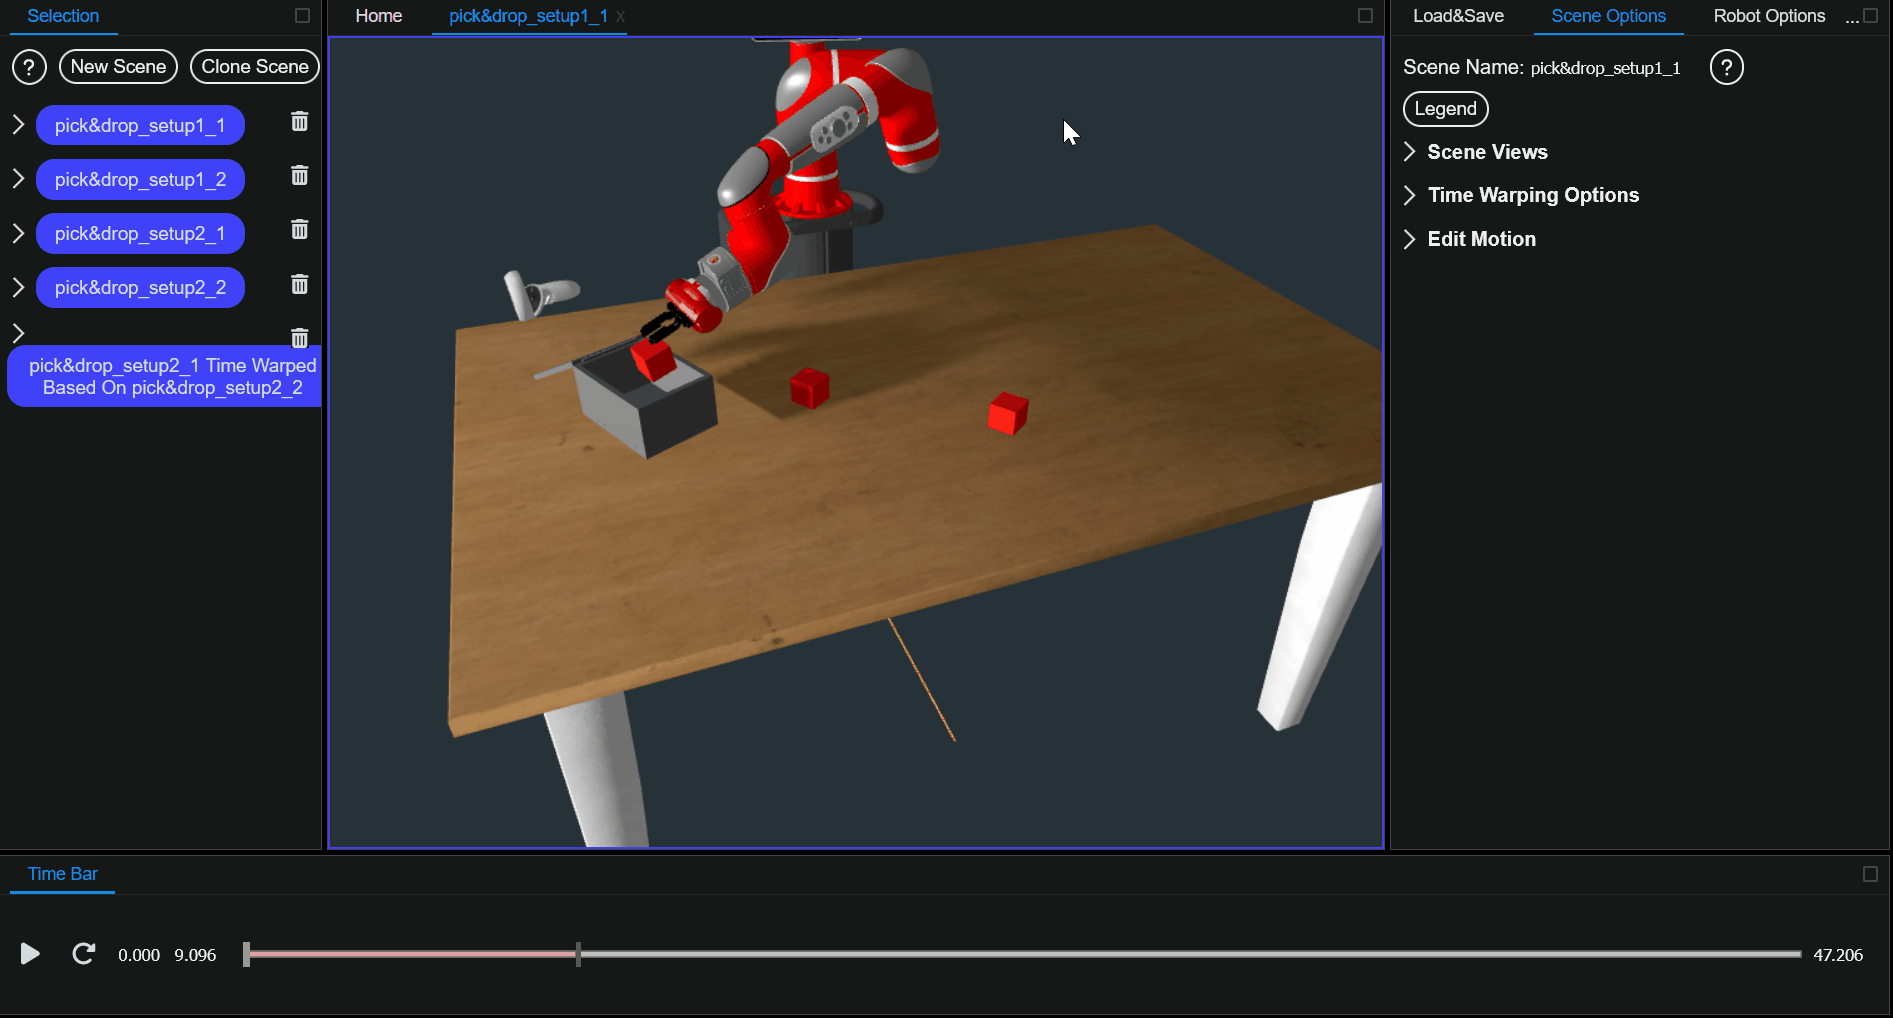 Selection
? New Scene Clone Scene
pick&drop_setup1_1
pick&drop_setup1_2
pick&drop_setup2_1
pick&drop_setup2_2
pick&drop_setup2_1 Time Warped
Based On pick&drop_setup2_2
Home pick&drop_setup1_1 x
Load&Save Scene Options Robot Options ...
Scene Name: pick&drop_setup1_1 ?
Legend
Scene Views
Time Warping Options
Edit Motion
Time Bar
0.000 9.096 47.206